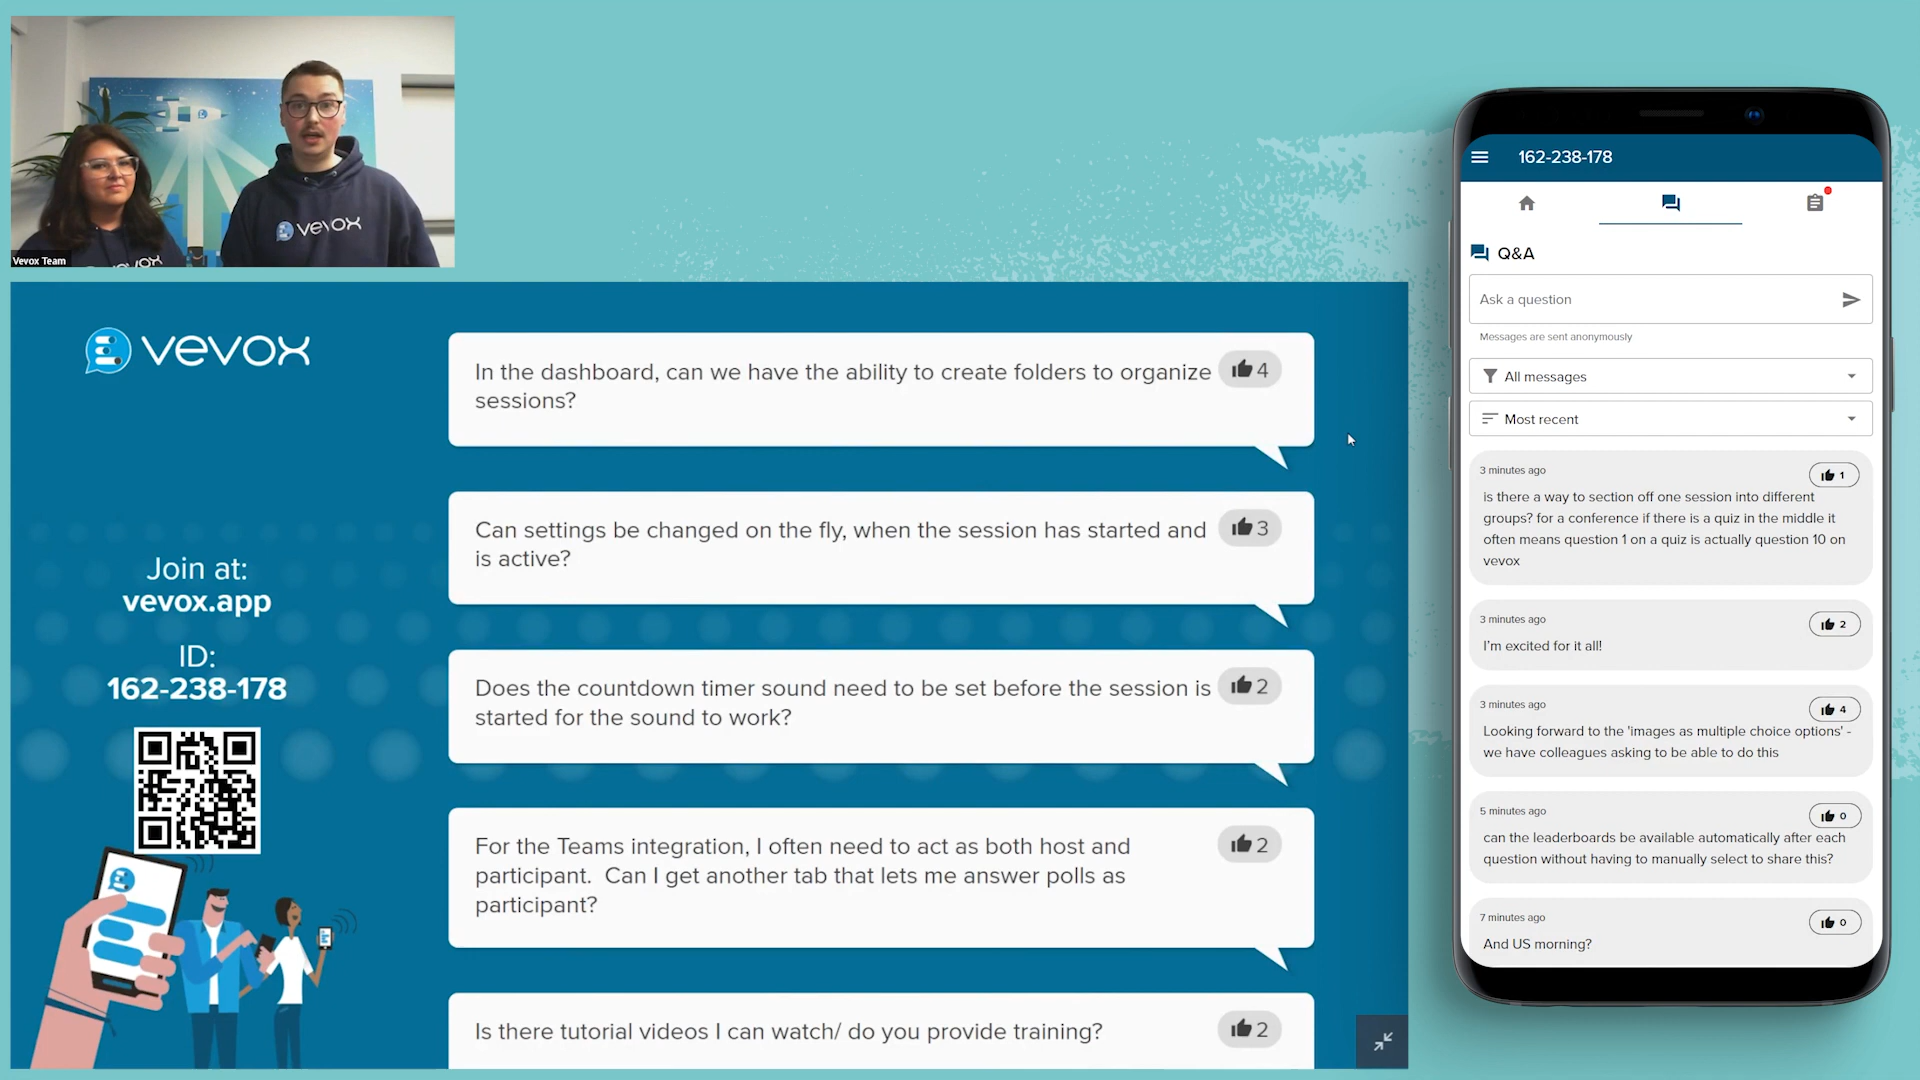 vevox
Vevox Team
vevox
In the dashboard, can we have the ability to create folders to organize
sessions?
4
Can settings be changed on the fly, when the session has started and
is active?
3
Does the countdown timer sound need to be set before the session is
started for the sound to work?
2
For the Teams integration, I often need to act as both host and
participant.  Can I get another tab that lets me answer polls as
participant?
2
Is there tutorial videos I can watch/ do you provide training?
2
Join at:
vevox.app
ID:
162-238-178
162-238-178
Q&A
Ask a question
Messages are sent anonymously
All messages
Most recent
3 minutes ago
1
is there a way to section off one session into different
groups? for a conference if there is a quiz in the middle it
often means question 1 on a quiz is actually question 10 on
vevox
3 minutes ago
2
I'm excited for it all!
3 minutes ago
4
Looking forward to the 'images as multiple choice options' -
we have colleagues asking to be able to do this
5 minutes ago
0
can the leaderboards be available automatically after each
question without having to manually select to share this?
7 minutes ago
0
And US morning?